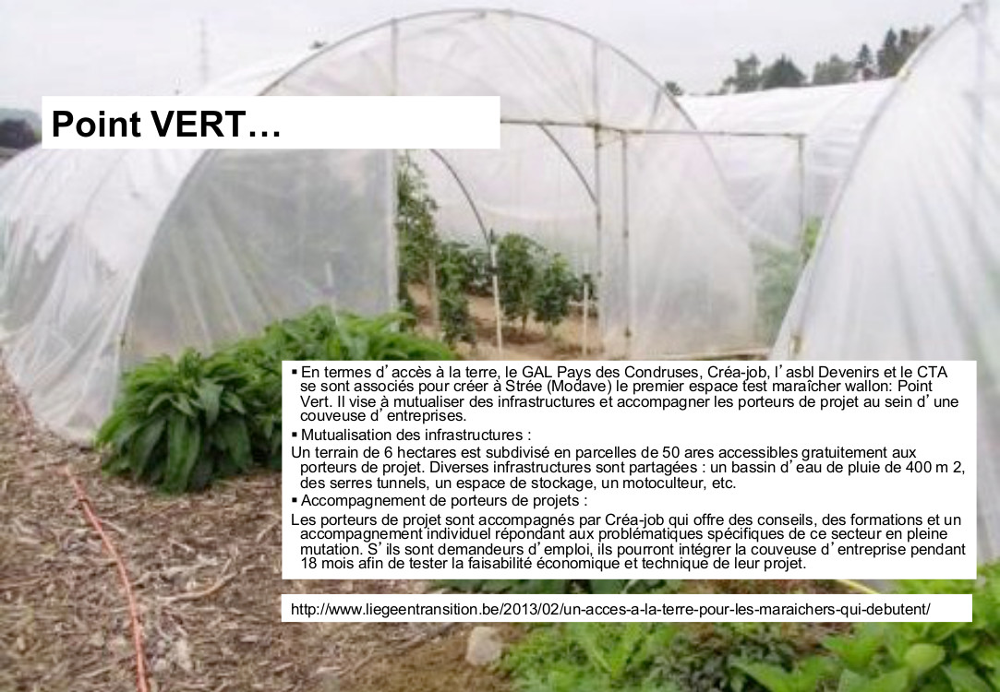 Point VERT…
▪ En termes d’accès à la terre, le GAL Pays des Condruses, Créa-job, l’asbl Devenirs et le CTA
se sont associés pour créer à Strée (Modave) le premier espace test maraîcher wallon: Point
Vert. Il vise à mutualiser des infrastructures et accompagner les porteurs de projet au sein d’une
couveuse d’entreprises.
▪ Mutualisation des infrastructures :
Un terrain de 6 hectares est subdivisé en parcelles de 50 ares accessibles gratuitement aux
porteurs de projet. Diverses infrastructures sont partagées : un bassin d’eau de pluie de 400 m 2,
des serres tunnels, un espace de stockage, un motoculteur, etc.
▪ Accompagnement de porteurs de projets :
Les porteurs de projet sont accompagnés par Créa-job qui offre des conseils, des formations et un
accompagnement individuel répondant aux problématiques spécifiques de ce secteur en pleine
mutation. S’ils sont demandeurs d’emploi, ils pourront intégrer la couveuse d’entreprise pendant
18 mois afin de tester la faisabilité économique et technique de leur projet.
http://www.liegeentransition.be/2013/02/un-acces-a-la-terre-pour-les-maraichers-qui-debutent/